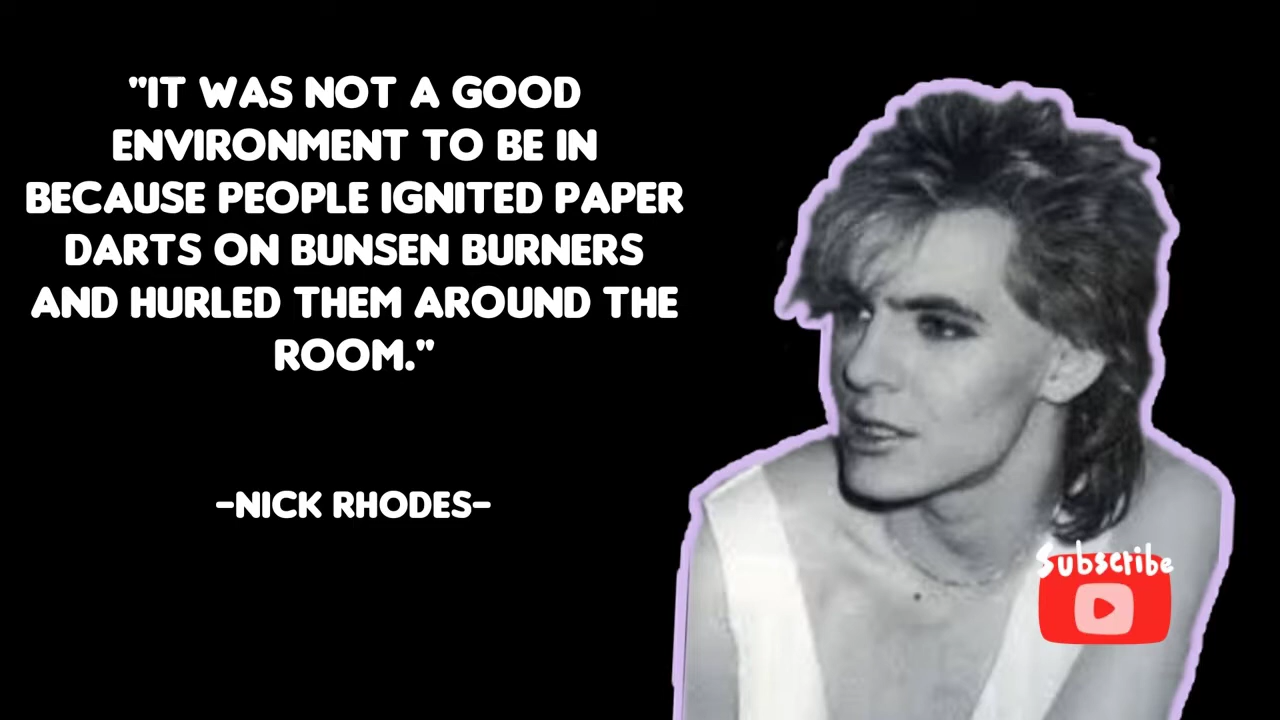 "IT WAS NOT A GOOD
ENVIRONMENT TO BE IN
BECAUSE PEOPLE IGNITED PAPER
DARTS ON BUNSEN BURNERS
AND HURLED THEM AROUND THE
ROOM."
-NICK RHODES-
Subscribe